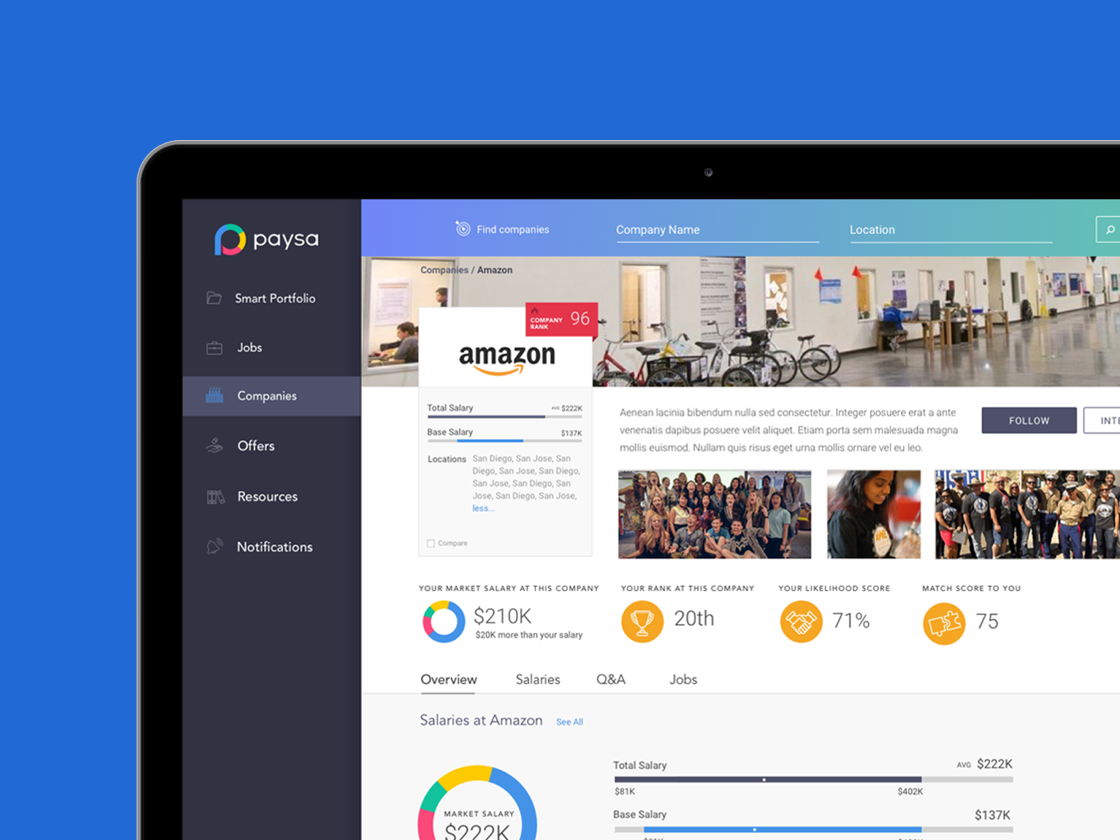 paysa
Find companies
Company Name
Location
Smart Portfolio
Jobs
Companies
Offers
Resources
Notifications
Companies / Amazon
COMPANY
RANK
96
amazon
Total Salary
AVG $222K
Base Salary
$137K
Locations
San Diego, San Jose, San
Diego, San Jose, San Diego,
San Jose, San Diego, San
Jose, San Diego, San Jose,
less...
Compare
Aenean lacinia bibendum nulla sed consectetur. Integer posuere erat a ante
venenatis dapibus posuere velit aliquet. Etiam porta sem malesuada magna
mollis euismod. Nullam quis risus eget urna mollis ornare vel eu leo.
FOLLOW
INTE
YOUR MARKET SALARY AT THIS COMPANY
$210K
$20K more than your salary
YOUR RANK AT THIS COMPANY
20th
YOUR LIKELIHOOD SCORE
71%
MATCH SCORE TO YOU
75
Overview
Salaries
Q&A
Jobs
Salaries at Amazon
See All
MARKET SALARY
$222K
Total Salary
AVG $222K
$81K
$402K
Base Salary
$137K